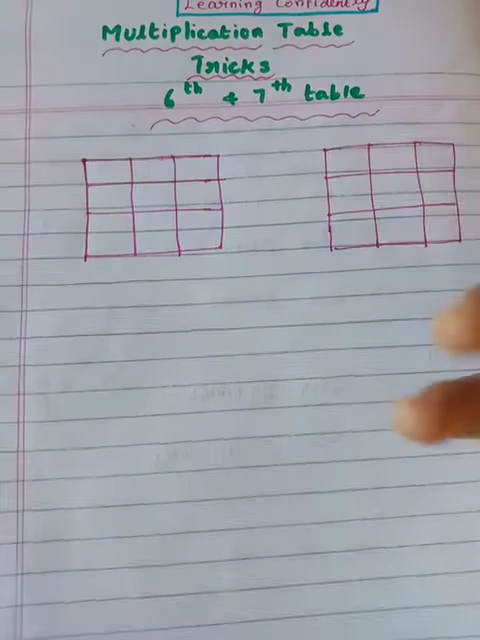 Learning Confidently
Multiplication Table
Tricks
6th & 7th table